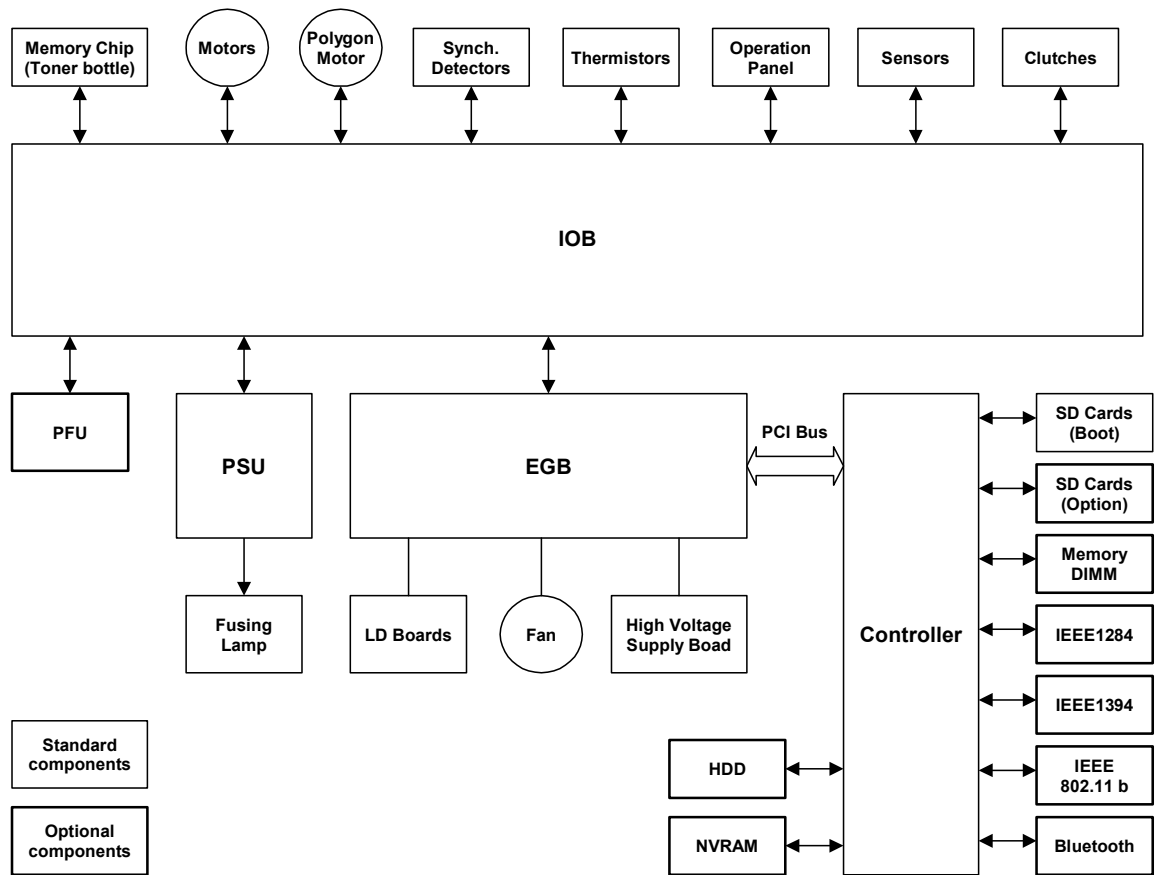 Memory Chip
(Toner bottle)
Motors
Polygon
Motor
Synch.
Detectors
Thermistors
Operation
Panel
Sensors
Clutches
IOB
PFU
PSU
EGB
PCI Bus
Controller
SD Cards
(Boot)
SD Cards
(Option)
Memory
DIMM
IEEE1284
IEEE1394
IEEE
802.11 b
Bluetooth
Fusing
Lamp
LD Boards
Fan
High Voltage
Supply Boad
HDD
NVRAM
Standard
components
Optional
components